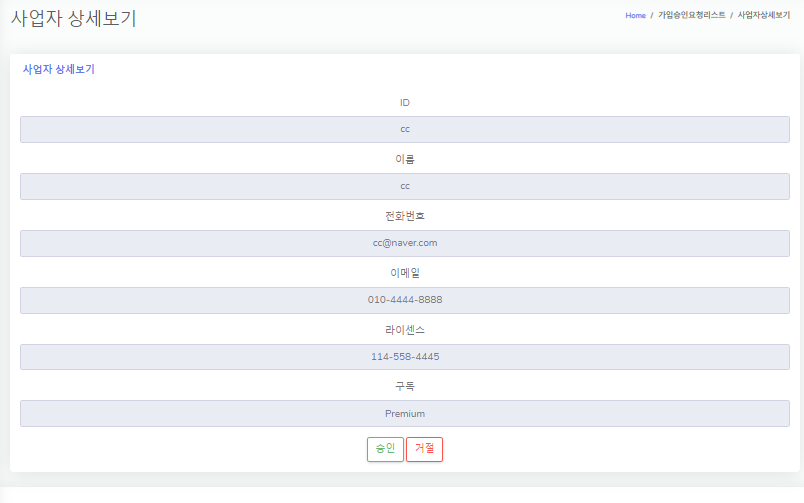 사업자 상세보기
Home / 가입승인요청리스트 / 사업자상세보기
사업자 상세보기
ID
cc
이름
cc
전화번호
cc@naver.com
이메일
010-4444-8888
라이센스
114-558-4445
구독
Premium
승인 거절